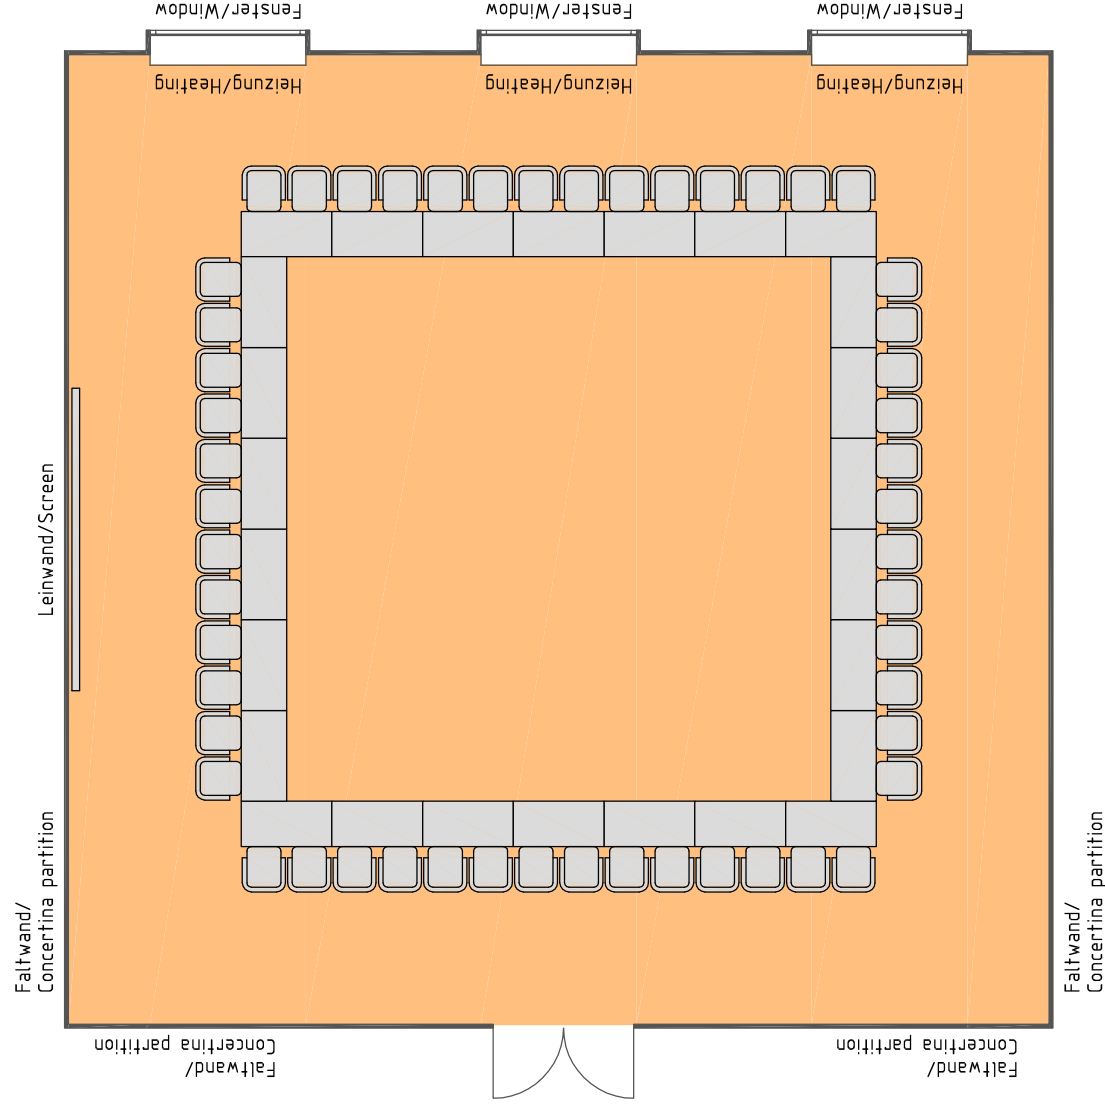 Fenster/Window
Fenster/Window
Fenster/Window
Heizung/Heating
Heizung/Heating
Heizung/Heating
Leinwand/Screen
Faltwand/
Concertina partition
Faltwand/
Concertina partition
Faltwand/
Concertina partition
Faltwand/
Concertina partition